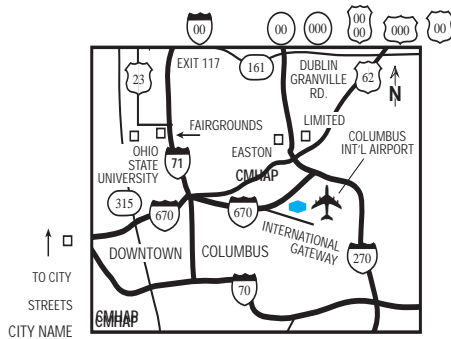 00
00
000
00
00
000
00
EXIT 117
161
DUBLIN
GRANVILLE
RD.
62
N
23
LIMITED
FAIRGROUNDS
COLUMBUS
INT'L AIRPORT
OHIO
STATE
UNIVERSITY
71
EASTON
CMHAP
315
670
670
INTERNATIONAL
GATEWAY
DOWNTOWN
COLUMBUS
270
70
TO CITY
STREETS
CITY NAME
CMHAP
CMHAP